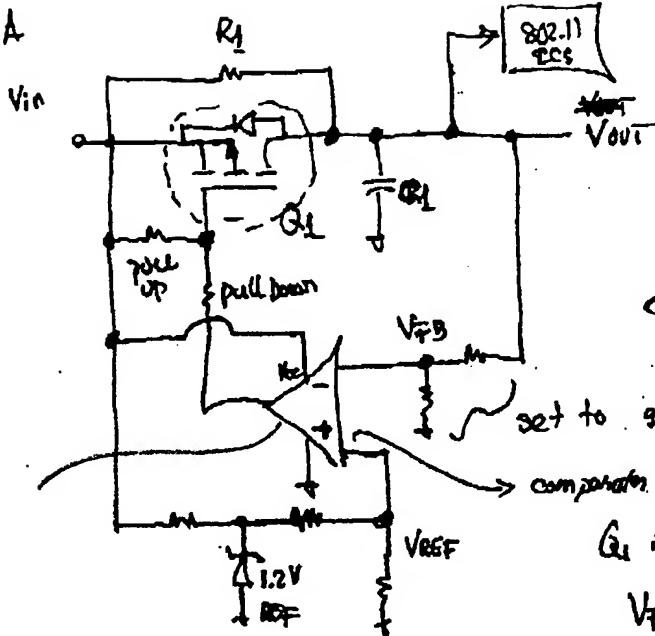 A
R1
802.11
ICS
Vin
VOUT
Q1
pull
up
pull Down
VFB
Vcc
-
+
set to
comparator
VREF
Q1
1.2V
REF